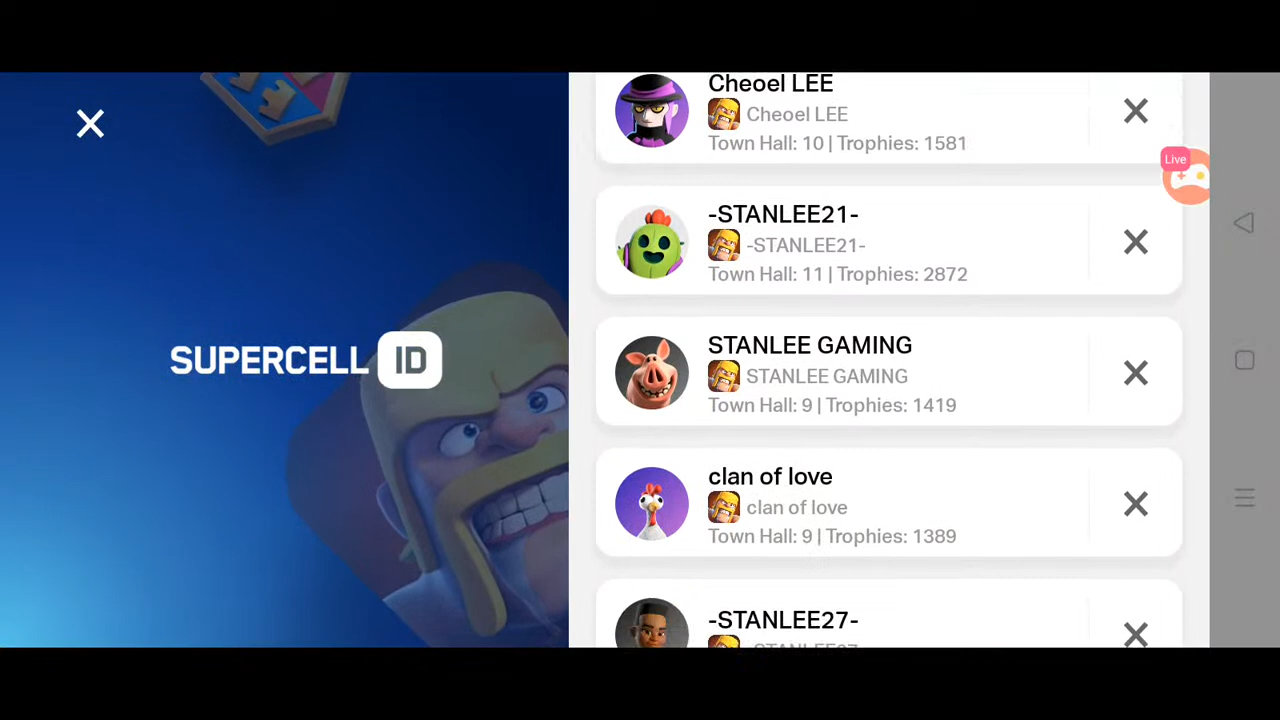 SUPERCELL ID
Cheoel LEE
Cheoel LEE
Town Hall: 10 | Trophies: 1581
Live
-STANLEE21-
-STANLEE21-
Town Hall: 11 | Trophies: 2872
STANLEE GAMING
STANLEE GAMING
Town Hall: 9 | Trophies: 1419
clan of love
clan of love
Town Hall: 9 | Trophies: 1389
-STANLEE27-